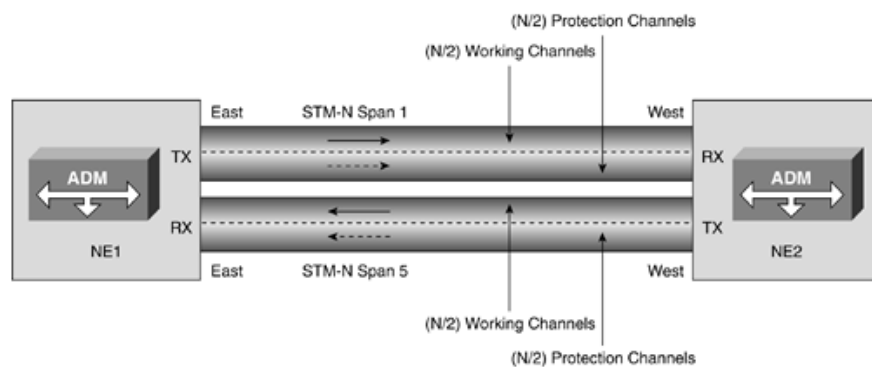 (N/2) Protection Channels
(N/2) Working Channels
East
STM-N Span 1
West
TX
RX
ADM
ADM
RX
TX
NE1
NE2
East
STM-N Span 5
West
(N/2) Working Channels
(N/2) Protection Channels